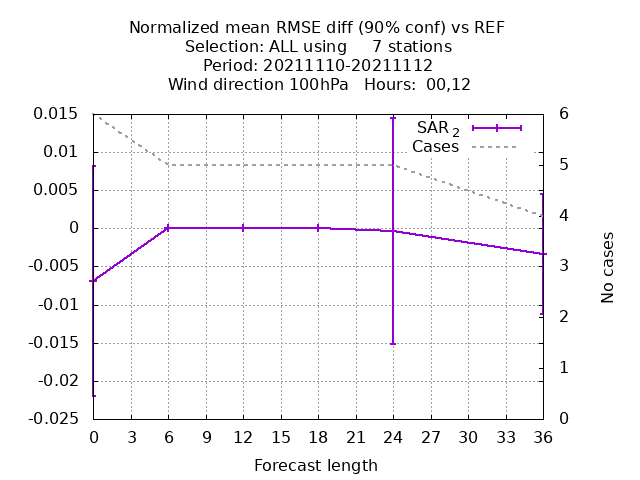 Normalized mean RMSE diff (90% conf) vs REF
Selection: ALL using     7 stations
Period: 20211110-20211112
Wind direction 100hPa   Hours:  00,12
0.015
0.01
0.005
0
-0.005
-0.01
-0.015
-0.02
-0.025
SAR 2
Cases
6
5
4
3
2
1
0
No cases
0 3 6 9 12 15 18 21 24 27 30 33 36
Forecast length